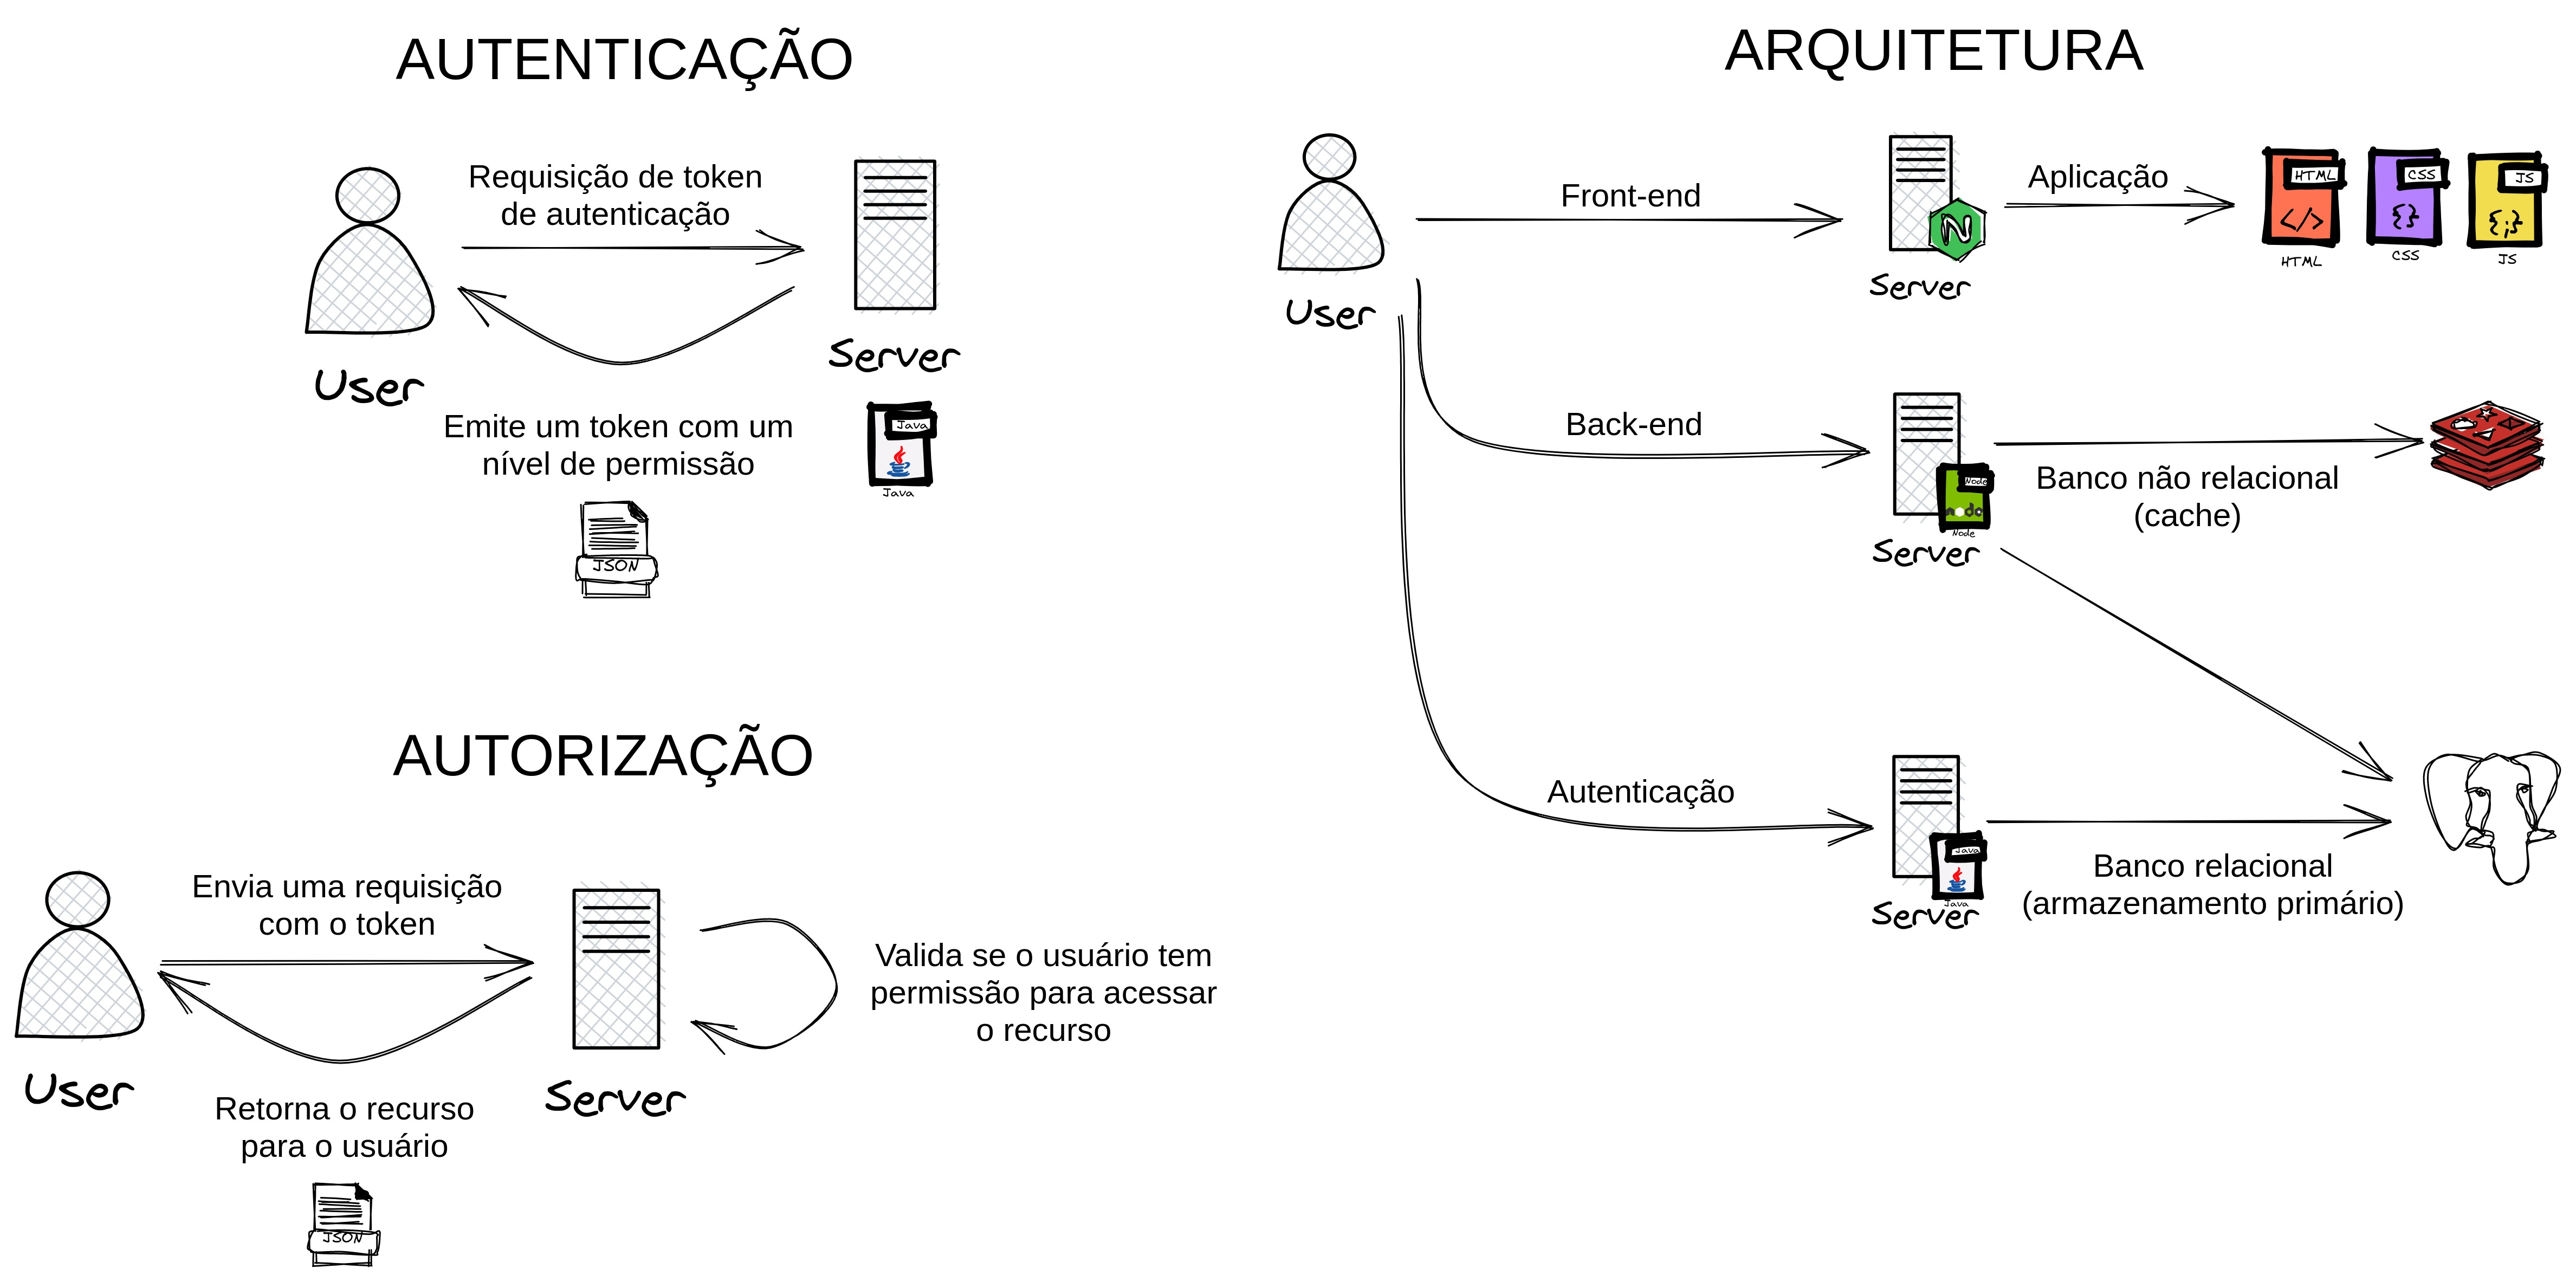 AUTENTICAÇÃO
Requisição de token
de autenticação
User
Server
Emite um token com um
nível de permissão
Java
Java
JSON
AUTORIZAÇÃO
Envia uma requisição
com o token
User
Server
Valida se o usuário tem
permissão para acessar
o recurso
Retorna o recurso
para o usuário
JSON
ARQUITETURA
User
Front-end
Server
Aplicação
HTML
</>
HTML
CSS
{}
CSS
JS
{;}
JS
Back-end
Node
node
Node
Server
Banco não relacional
(cache)
Autenticação
Java
Java
Server
Banco relacional
(armazenamento primário)